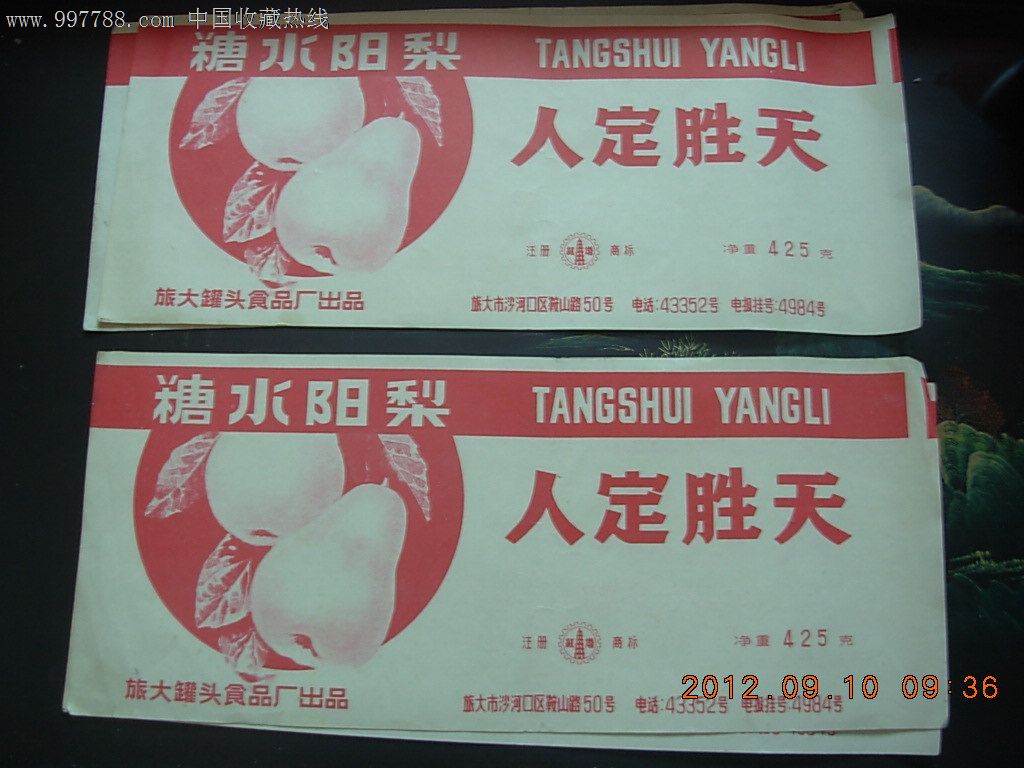 www.997788.com 中国收藏热线
糖水阳梨 TANGSHUI YANGLI
人定胜天
注册 商标 净重 425 克
旅大罐头食品厂出品 旅大市沙河口区鞍山路50号 电话:43352号 电报挂号:4984号
糖水阳梨 TANGSHUI YANGLI
人定胜天
注册 商标 净重 425 克
旅大罐头食品厂出品 旅大市沙河口区鞍山路50号 电话:43352号 电报挂号:4984号
2012.09.10 09:36